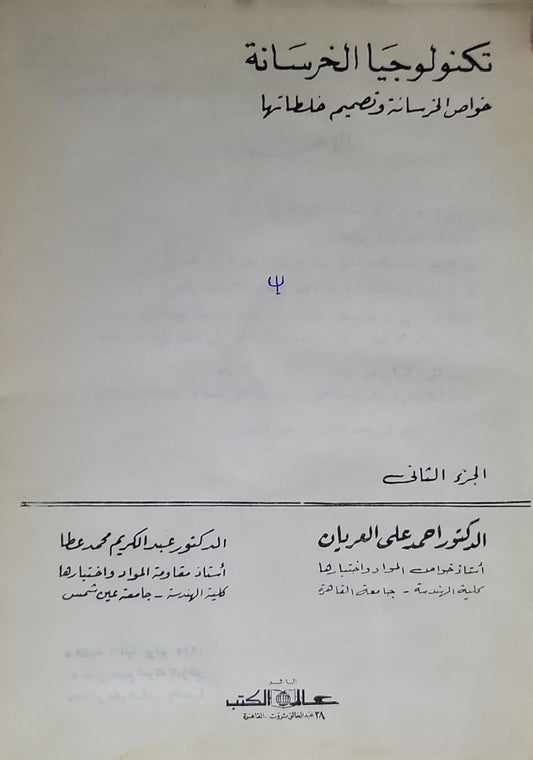 تكنولوجيا الخرسانة
خواص الخرسانة وتصميم خلطاتها
الجزء الثانى
الدكتور احمد على العريان
أستاذ خواص المواد واختبارها
كلية الهندسة - جامعة القاهرة
الدكتور عبد الكريم محمد عطا
أستاذ مقاومة المواد واختبارها
كلية الهندسة - جامعة عين شمس
الناشر
عالم الكتب
٣٨ عبد الخالق ثروت - القاهرة